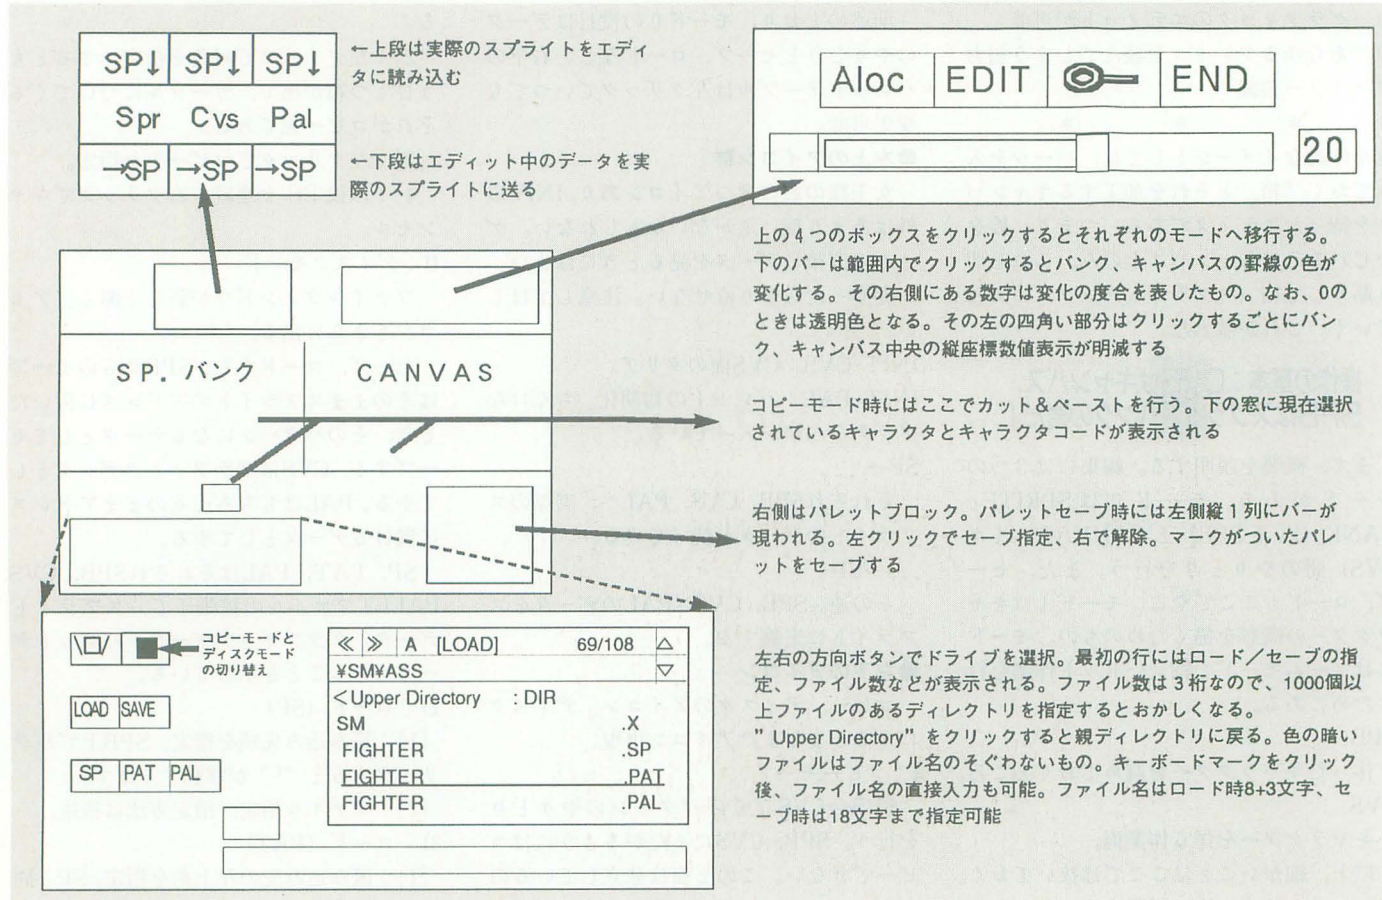 SP↓ SP↓ SP↓
Spr Cvs Pal
→SP →SP →SP
←上段は実際のスプライトをエディ
タに読み込む
←下段はエディット中のデータを実
際のスプライトに送る
Aloc EDIT END
20
上の4つのボックスをクリックするとそれぞれのモードへ移行する。
下のバーは範囲内でクリックするとバンク、キャンバスの罫線の色が
変化する。その右側にある数字は変化の度合を表したもの。なお、0の
ときは透明色となる。その左の四角い部分はクリックするごとにバン
ク、キャンバス中央の縦座標数値表示が明滅する
SP. バンク
CANVAS
コピーモード時にはここでカット&ペーストを行う。下の窓に現在選択
されているキャラクタとキャラクタコードが表示される
右側はパレットブロック。パレットセーブ時には左側縦1列にバーが
現われる。左クリックでセーブ指定、右で解除。マークがついたパレ
ットをセーブする
コピーモードと
ディスクモード
の切り替え
LOAD SAVE
SP PAT PAL
≪ ≫ A [LOAD] 69/108 △
¥SM¥ASS ▽
<Upper Directory :DIR
SM .X
FIGHTER .SP
FIGHTER .PAT
FIGHTER .PAL
左右の方向ボタンでドライブを選択。最初の行にはロード/セーブの指
定、ファイル数などが表示される。ファイル数は3桁なので、1000個以
上ファイルのあるディレクトリを指定するとおかしくなる。
"Upper Directory" をクリックすると親ディレクトリに戻る。色の暗い
ファイルはファイル名のそぐわないもの。キーボードマークをクリック
後、ファイル名の直接入力も可能。ファイル名はロード時8+3文字、セ
ーブ時は18文字まで指定可能